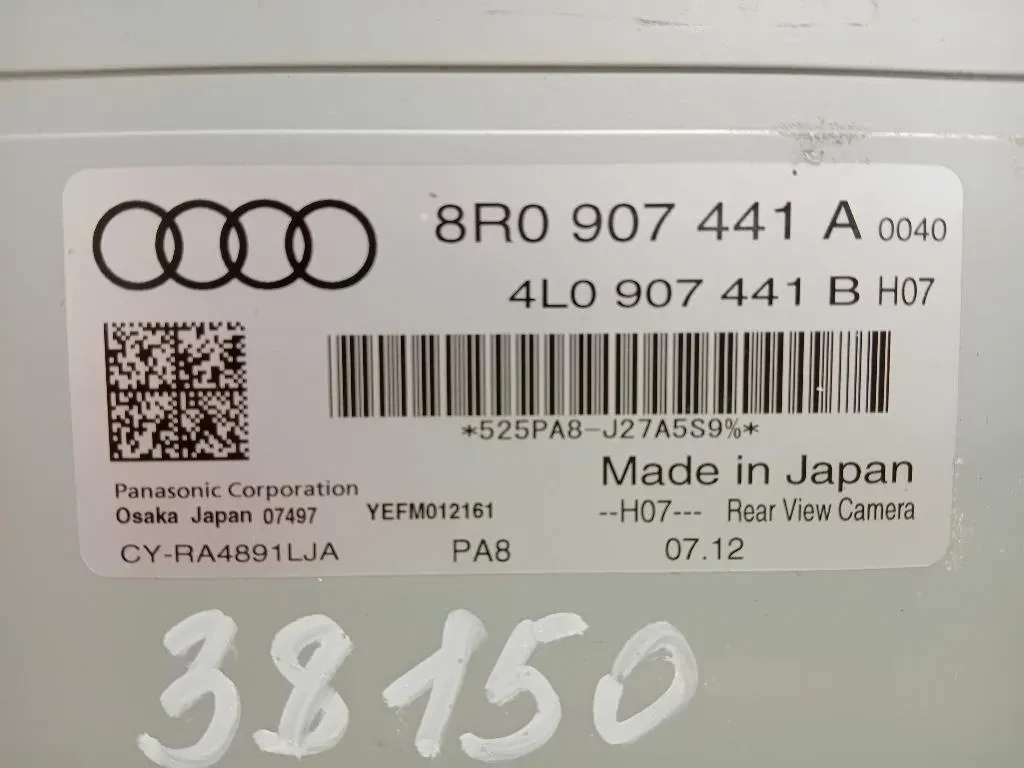 8R0 907 441 A 0040
4L0 907 441 B H07
*525PA8-J27A5S9%*
Made in Japan
Panasonic Corporation
Osaka Japan 07497 YEFM012161 --H07--- Rear View Camera
CY-RA4891LJA PA8 07.12
38150